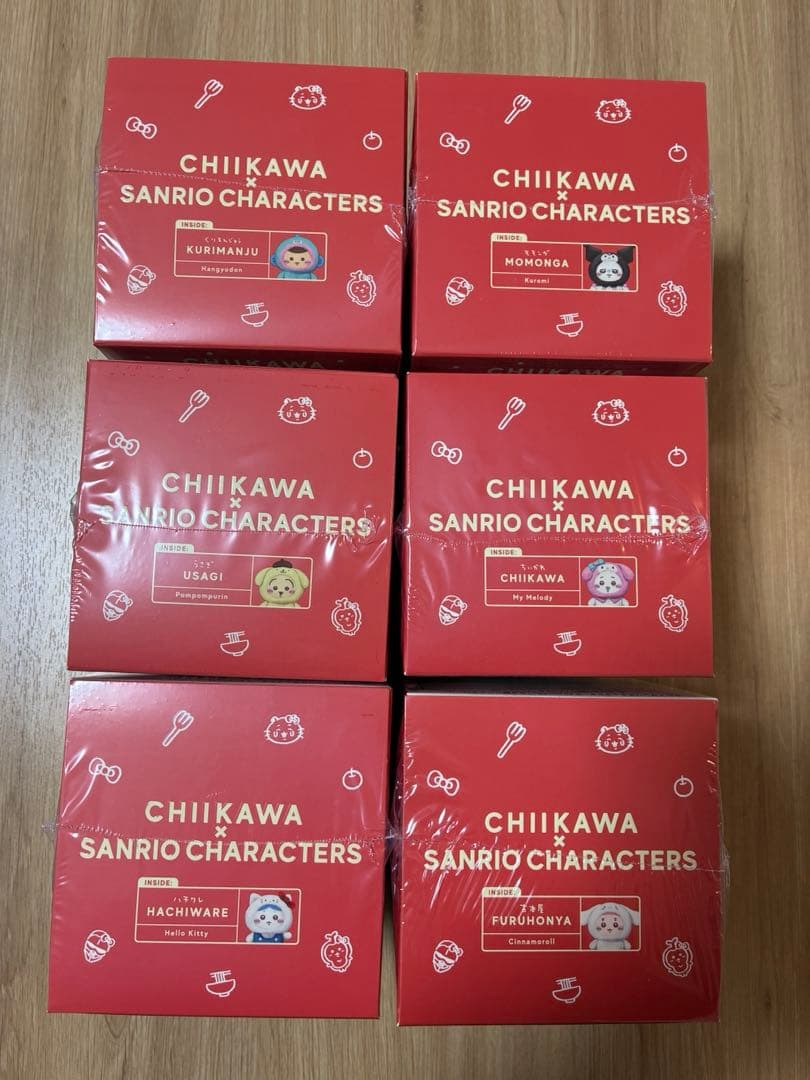 CHIIKAWA
×
SANRIO CHARACTERS
INSIDE:
くりまんじゅう
KURIMANJU
Hangyodon
CHIIKAWA
×
SANRIO CHARACTERS
INSIDE:
モモンガ
MOMONGA
Kuromi
CHIIKAWA
CHIIKAWA
CHIIKAWA
×
SANRIO CHARACTERS
INSIDE:
うさぎ
USAGI
Pompompurin
CHIIKAWA
×
SANRIO CHARACTERS
INSIDE:
ちいかわ
CHIIKAWA
My Melody
CHIIKAWA
×
SANRIO CHARACTERS
INSIDE:
ハチワレ
HACHIWARE
Hello Kitty
CHIIKAWA
×
SANRIO CHARACTERS
INSIDE:
古本屋
FURUHONYA
Cinnamoroll